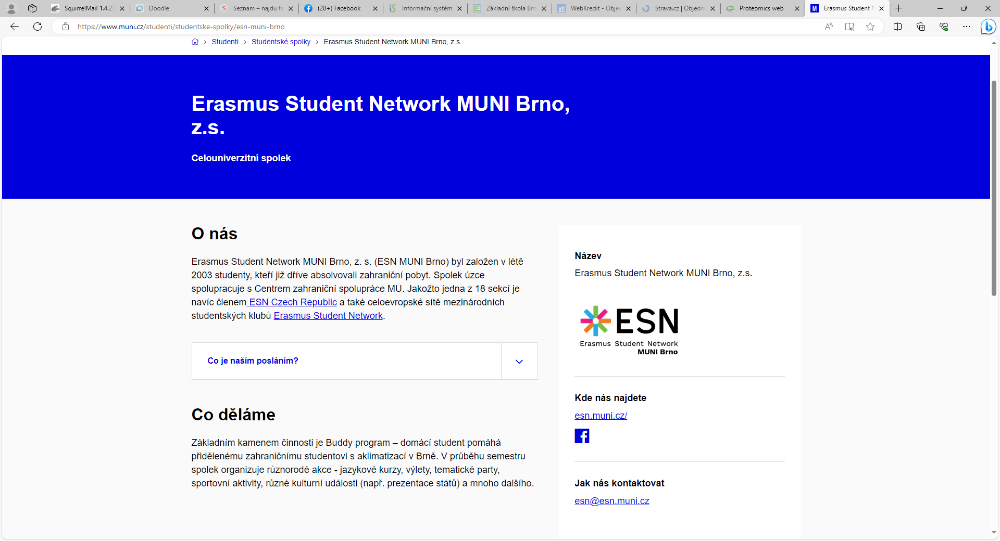 SquirrelMail 1.4.23
Doodle
Seznam – najdu ta
(20+) Facebook
Informační systém
Základní škola Brn
WebKredit - Objec
Strava.cz | Objedn
Proteomics web
Erasmus Student N
https://www.muni.cz/studenti/studentske-spolky/esn-muni-brno
Studenti > Studentské spolky > Erasmus Student Network MUNI Brno, z.s.
Erasmus Student Network MUNI Brno,
z.s.
Celouniverzitní spolek
O nás
Erasmus Student Network MUNI Brno, z. s. (ESN MUNI Brno) byl založen v létě
2003 studenty, kteří již dříve absolvovali zahraniční pobyt. Spolek úzce
spolupracuje s Centrem zahraniční spolupráce MU. Jakožto jedna z 18 sekcí je
navíc členem ESN Czech Republic a také celoevropské sítě mezinárodních
studentských klubů Erasmus Student Network.
Co je naším posláním?
Co děláme
Základním kamenem činnosti je Buddy program – domácí student pomáhá
přidělenému zahraničnímu studentovi s aklimatizací v Brně. V průběhu semestru
spolek organizuje různorodé akce - jazykové kurzy, výlety, tematické party,
sportovní aktivity, různé kulturní události (např. prezentace států) a mnoho dalšího.
Název
Erasmus Student Network MUNI Brno, z.s.
ESN
Erasmus Student Network
MUNI Brno
Kde nás najdete
esn.muni.cz/
Jak nás kontaktovat
esn@esn.muni.cz